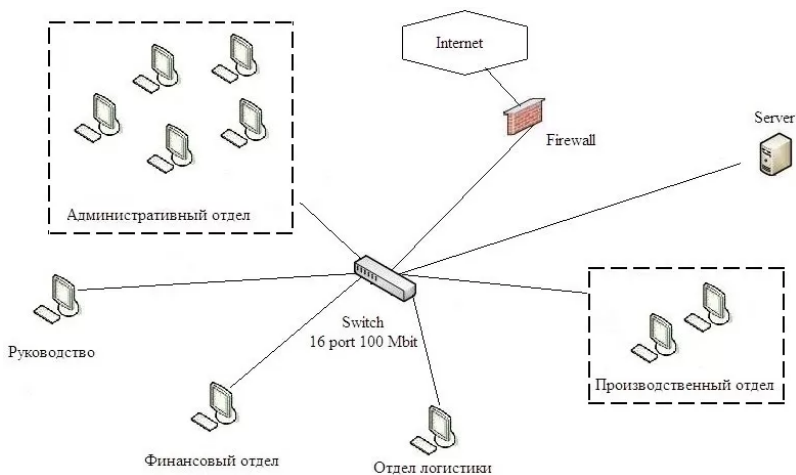 Internet
Firewall
Server
Административный отдел
Switch
16 port 100 Mbit
Руководство
Производственный отдел
Финансовый отдел
Отдел логистики